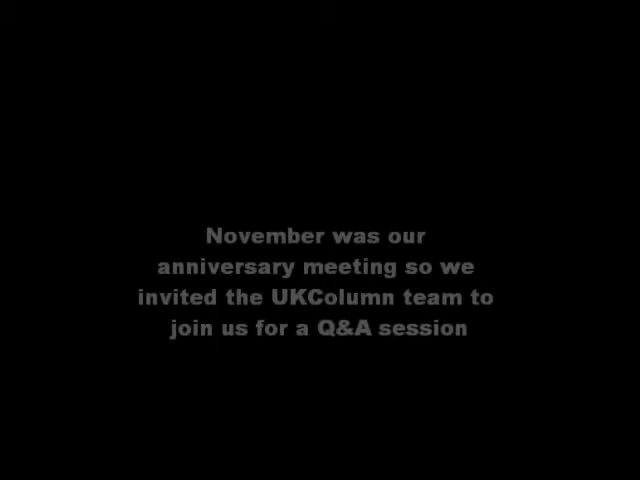 November was our
anniversary meeting so we
invited the UKColumn team to
join us for a Q&A session